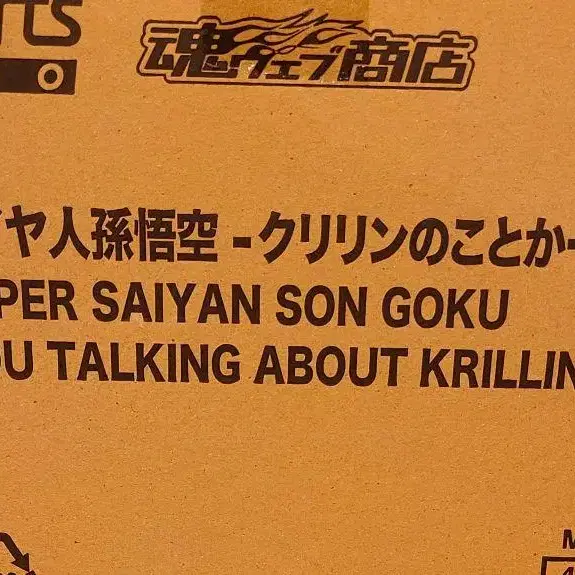 魂ウェブ商店
ヤ人孫悟空 -クリリンのことか-
PER SAIYAN SON GOKU
OU TALKING ABOUT KRILLIN